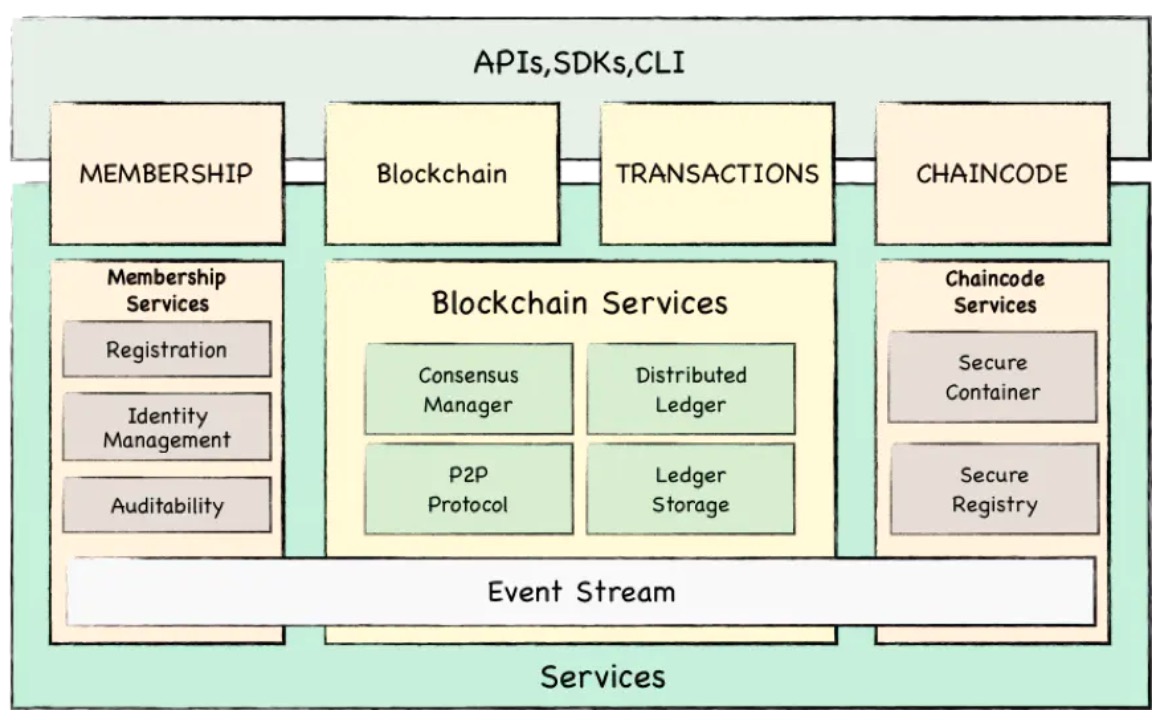 APIs,SDKs,CLI
MEMBERSHIP
Blockchain
TRANSACTIONS
CHAINCODE
Membership
Services
Registration
Identity
Management
Auditability
Blockchain Services
Consensus
Manager
Distributed
Ledger
P2P
Protocol
Ledger
Storage
Chaincode
Services
Secure
Container
Secure
Registry
Event Stream
Services